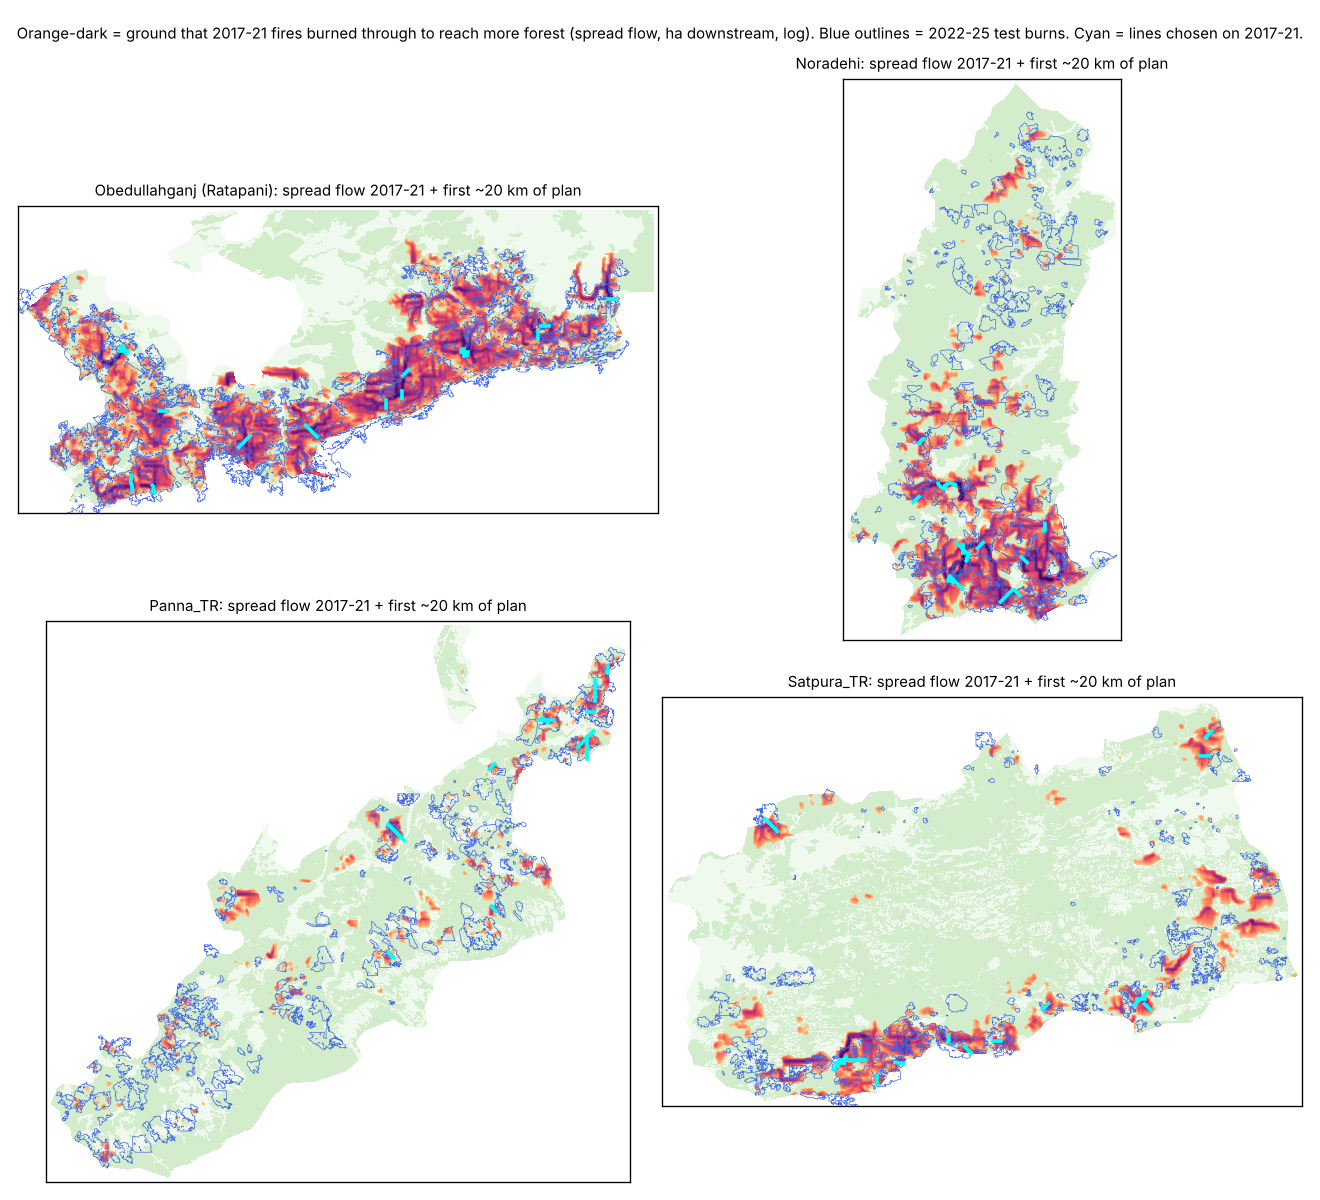 Orange-dark = ground that 2017-21 fires burned through to reach more forest (spread flow, ha downstream, log). Blue outlines = 2022-25 test burns. Cyan = lines chosen on 2017-21.
Noradehi: spread flow 2017-21 + first ~20 km of plan
Obedullahganj (Ratapani): spread flow 2017-21 + first ~20 km of plan
Panna_TR: spread flow 2017-21 + first ~20 km of plan
Satpura_TR: spread flow 2017-21 + first ~20 km of plan